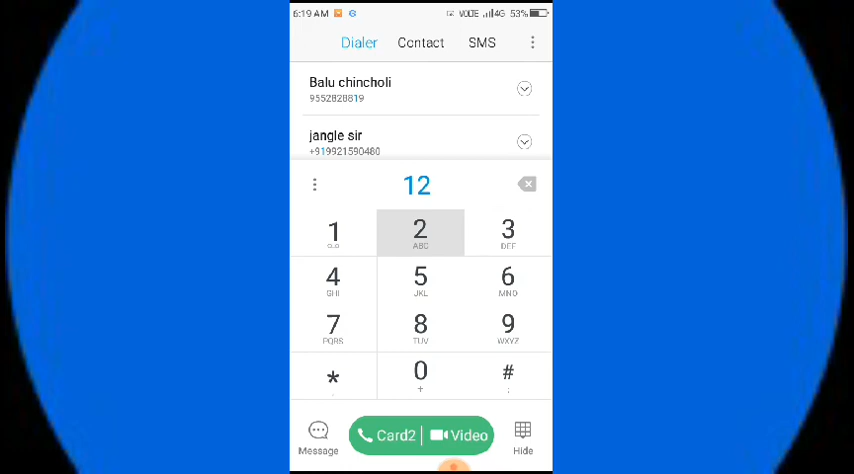 6:19 AM VOLTE 4G 53%
Dialer Contact SMS
Balu chincholi
9552828819
jangle sir
+919921590480
12
1 2 3
ABC DEF
4 5 6
GHI JKL MNO
7 8 9
PQRS TUV WXYZ
* 0 #
, + ;
Message Card2 Video Hide